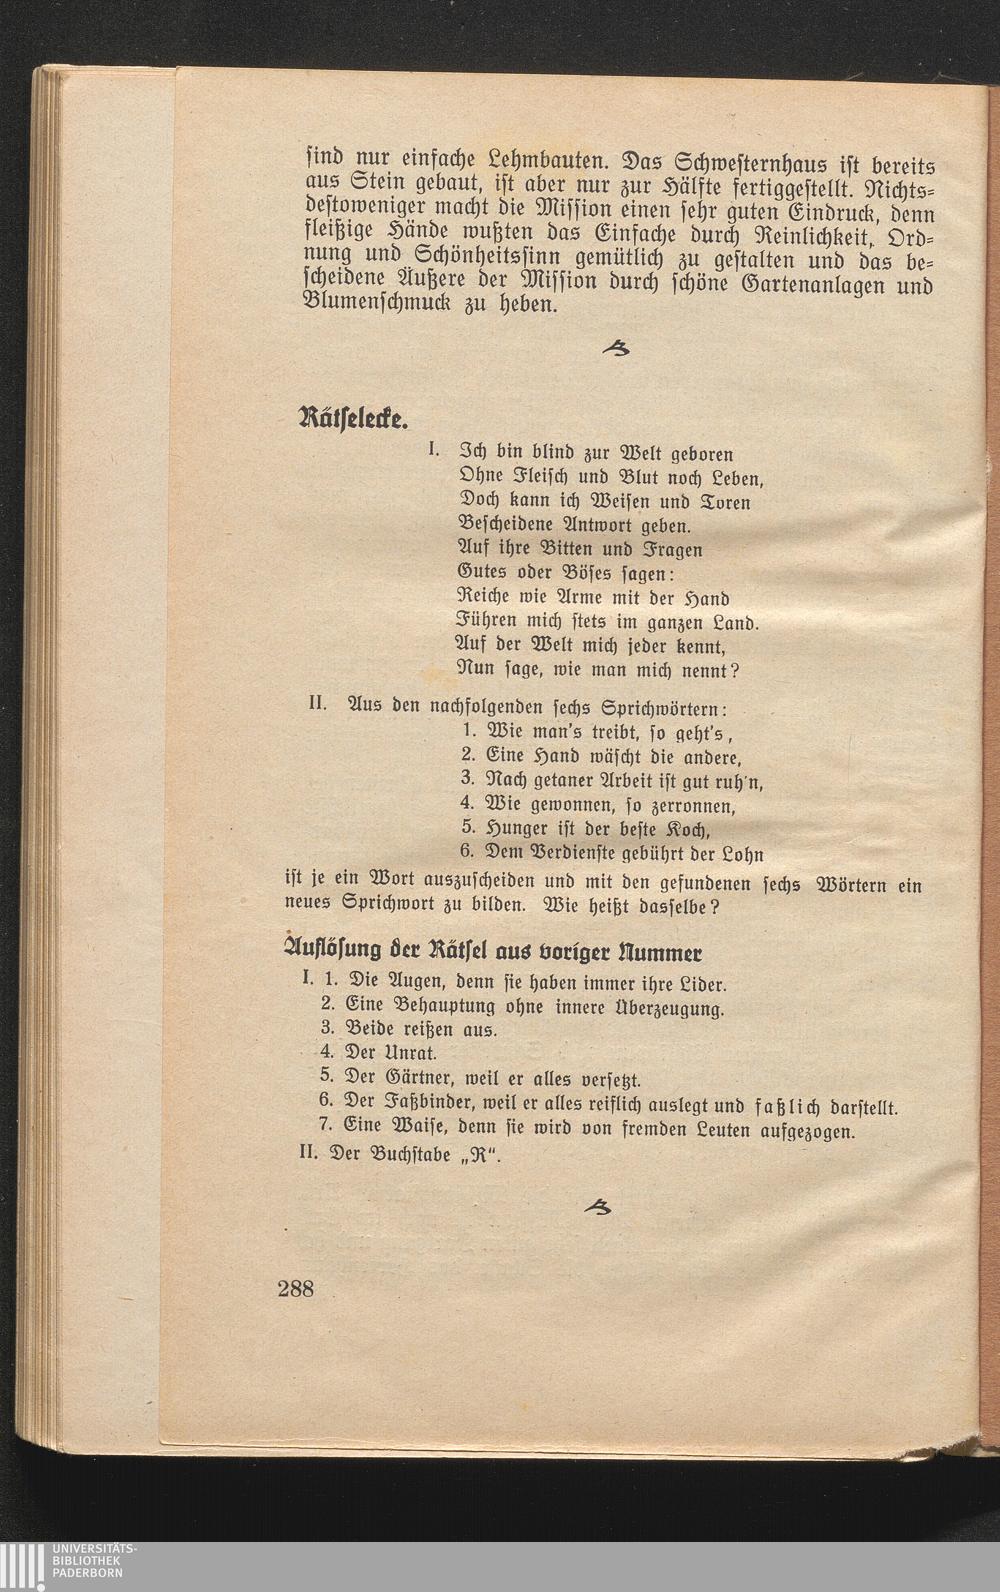 sind nur einfache Lehmbauten. Das Schwesternhaus ist bereits
aus Stein gebaut, ist aber nur zur Hälfte fertiggestellt. Nichts-
destoweniger macht die Mission einen sehr guten Eindruck, denn
fleißige Hände wußten das Einfache durch Reinlichkeit, Ord-
nung und Schönheitssinn gemütlich zu gestalten und das be-
scheidene Äußere der Mission durch schöne Gartenanlagen und
Blumenschmuck zu heben.
Rätselecke.
I. Ich bin blind zur Welt geboren
Ohne Fleisch und Blut noch Leben,
Doch kann ich Weisen und Toren
Bescheidene Antwort geben.
Auf ihre Bitten und Fragen
Gutes oder Böses sagen:
Reiche wie Arme mit der Hand
Führen mich stets im ganzen Land.
Auf der Welt mich jeder kennt,
Nun sage, wie man mich nennt?
II. Aus den nachfolgenden sechs Sprichwörtern:
1. Wie man's treibt, so geht's,
2. Eine Hand wäscht die andere,
3. Nach getaner Arbeit ist gut ruh'n,
4. Wie gewonnen, so zerronnen,
5. Hunger ist der beste Koch,
6. Dem Verdienste gebührt der Lohn
ist je ein Wort auszuscheiden und mit den gefundenen sechs Wörtern ein
neues Sprichwort zu bilden. Wie heißt dasselbe?
Auflösung der Rätsel aus voriger Nummer
I. 1. Die Augen, denn sie haben immer ihre Lider.
2. Eine Behauptung ohne innere Überzeugung.
3. Beide reißen aus.
4. Der Unrat.
5. Der Gärtner, weil er alles versetzt.
6. Der Faßbinder, weil er alles reiflich auslegt und faßlich darstellt.
7. Eine Waise, denn sie wird von fremden Leuten aufgezogen.
II. Der Buchstabe „R“.
288
UNIVERSITÄTS-
BIBLIOTHEK
PADERBORN